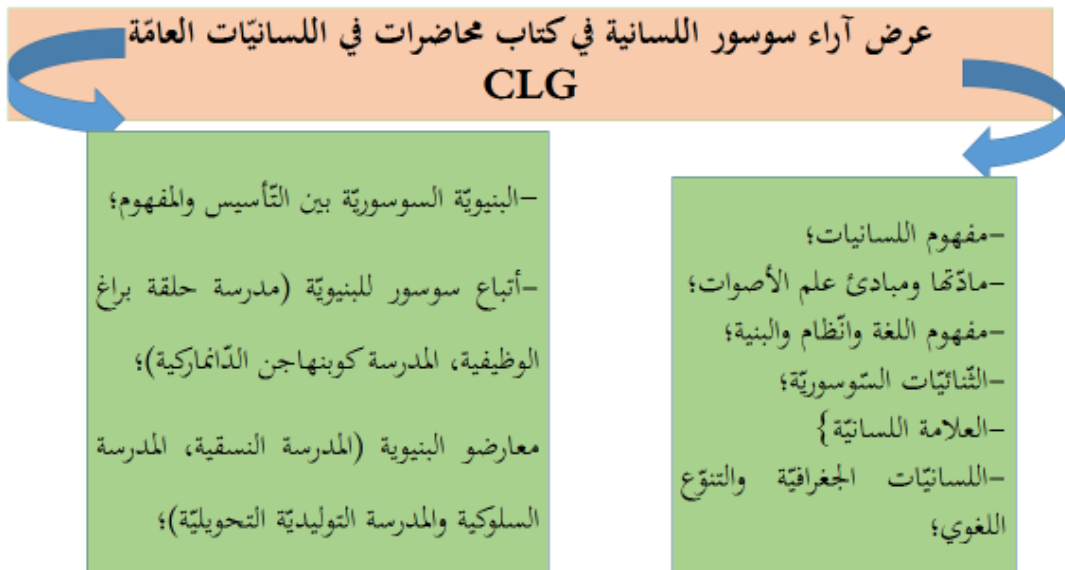 عرض آراء سوسور اللسانية في كتاب محاضرات في اللسانيّات العامّة
CLG
–مفهوم اللسانيات؛
–مادّتها ومبادئ علم الأصوات؛
–مفهوم اللغة وانّظام والبنية؛
–الثّنائيّات السّوسوريّة؛
–العلامة اللسانيّة}
–اللسانيّات الجغرافيّة والتنوّع
اللغوي؛
–البنيويّة السوسوريّة بين التّأسيس والمفهوم؛
–أتباع سوسور للبنيويّة (مدرسة حلقة براغ
الوظيفية، المدرسة كوبنهاجن الدّانماركية)؛
معارضو البنيوية (المدرسة النسقية، المدرسة
السلوكية والمدرسة التوليديّة التحويليّة)؛